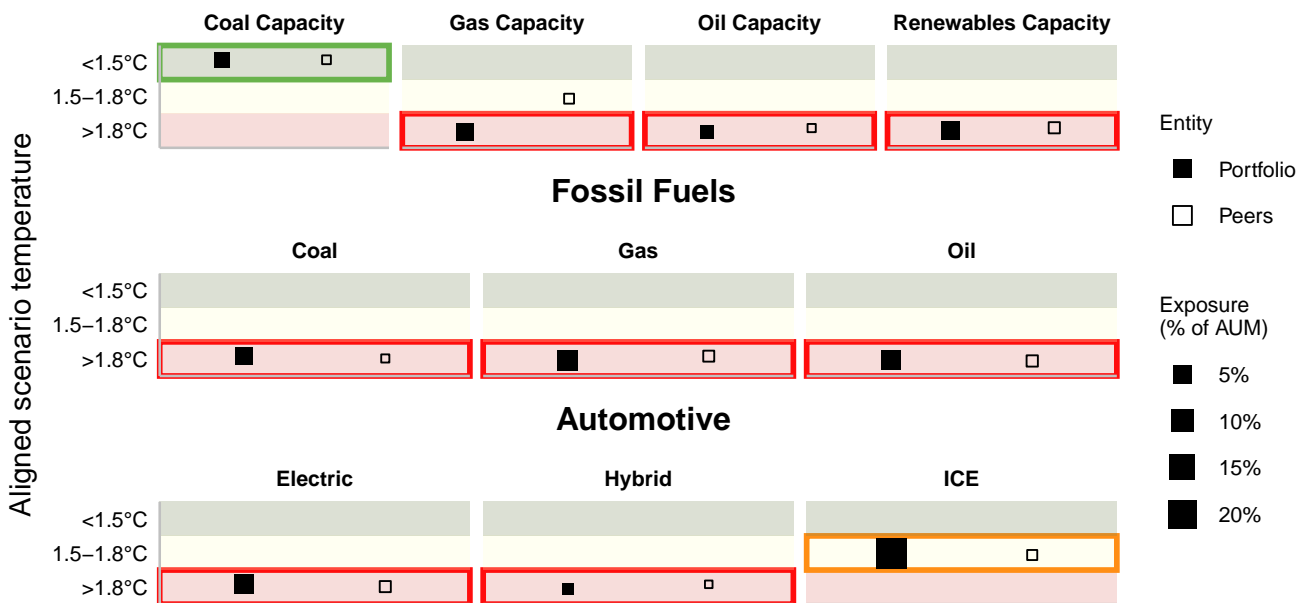 Coal Capacity Gas Capacity Oil Capacity Renewables Capacity
<1.5°C
1.5−1.8°C
>1.8°C
Fossil Fuels
Coal Gas Oil
<1.5°C
1.5−1.8°C
>1.8°C
Automotive
Electric Hybrid ICE
<1.5°C
1.5−1.8°C
>1.8°C
Aligned scenario temperature
Entity
Portfolio
Peers
Exposure
(% of AUM)
5%
10%
15%
20%